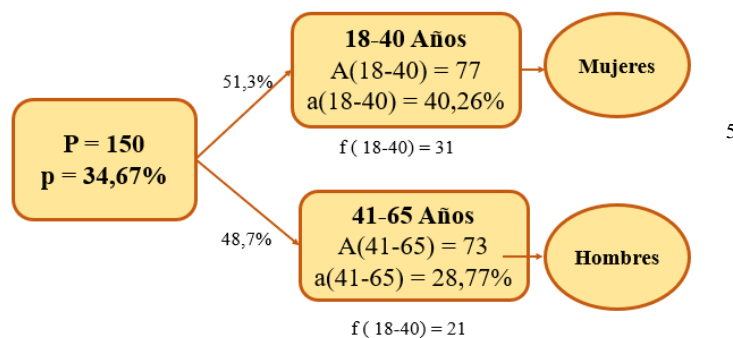 P = 150
p = 34,67%
51,3%
48,7%
18-40 Años
A(18-40) = 77
a(18-40) = 40,26%
f ( 18-40) = 31
Mujeres
41-65 Años
A(41-65) = 73
a(41-65) = 28,77%
f ( 18-40) = 21
Hombres
5